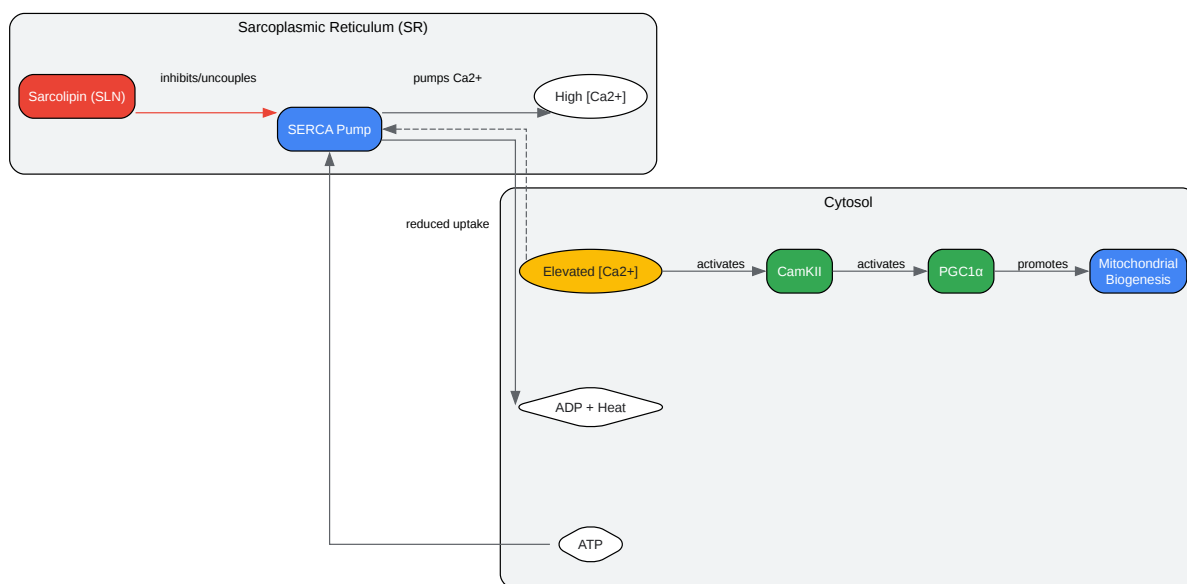 Sarcoplasmic Reticulum (SR)
inhibits/uncouples
pumps Ca2+
Sarcolipin (SLN)
High [Ca2+]
SERCA Pump
Cytosol
reduced uptake
Elevated [Ca2+]
activates
CamKII
activates
PGC1α
promotes
Mitochondrial
Biogenesis
ADP + Heat
ATP